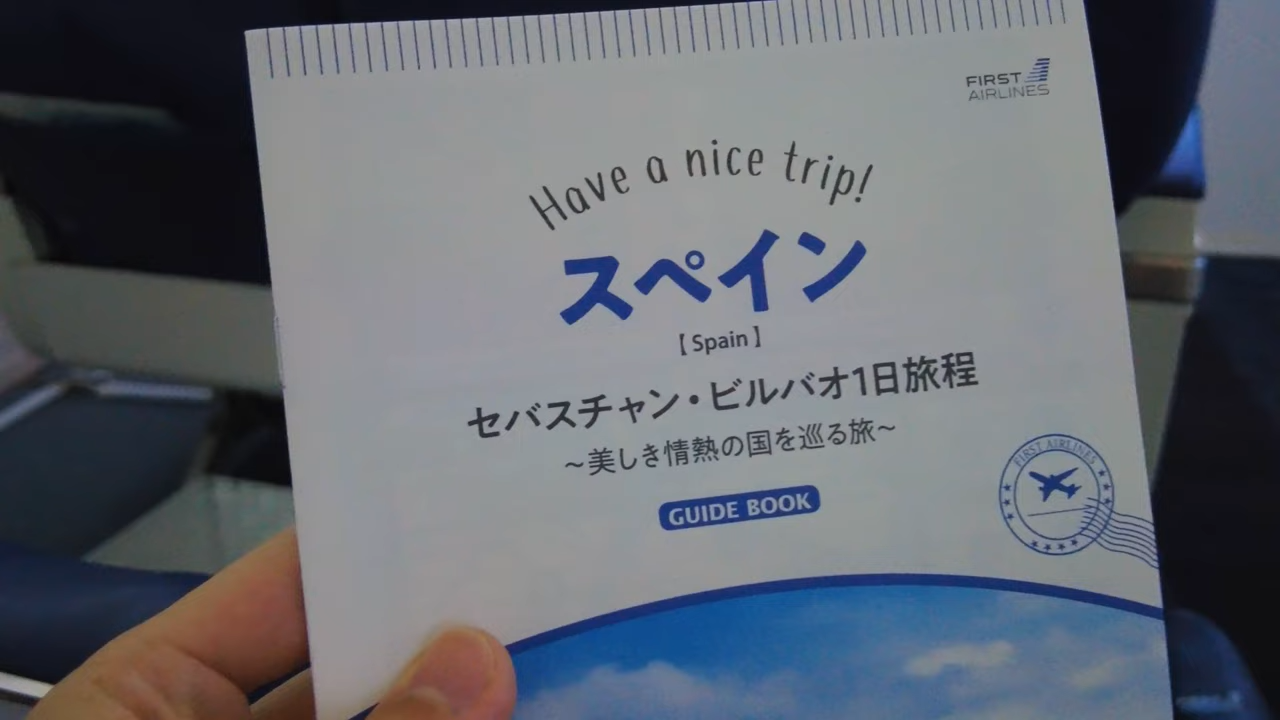 FIRST
AIRLINES
Have a nice trip!
スペイン
【Spain】
セバスチャン・ビルバオ1日旅程
~美しき情熱の国を巡る旅~
FIRST AIRLINES
GUIDE BOOK